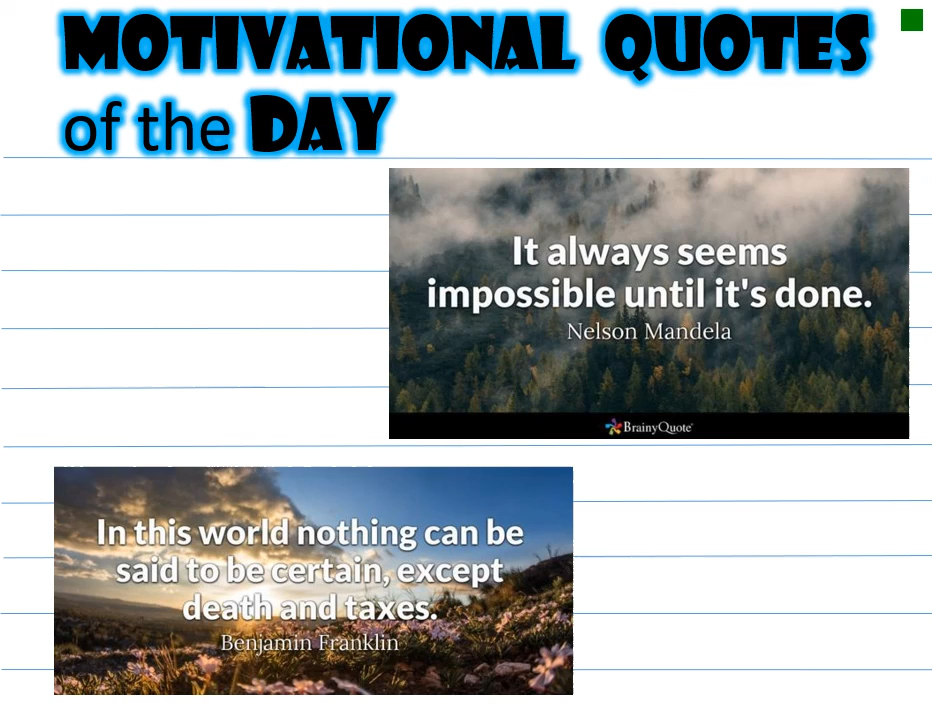 MOTIVATIONAL QUOTES
of the DAY
It always seems
impossible until it's done.
Nelson Mandela
BrainyQuote®
In this world nothing can be
said to be certain, except
death and taxes.
Benjamin Franklin